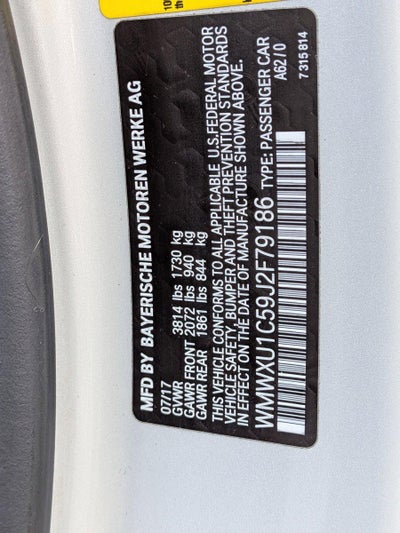 MFD BY BAYERISCHE MOTOREN WERKE AG
07/17
GVWR 3814 lbs 1730 kg
GAWR FRONT 2072 lbs 940 kg
GAWR REAR 1861 lbs 844 kg
THIS VEHICLE CONFORMS TO ALL APPLICABLE U.S.FEDERAL MOTOR
VEHICLE SAFETY, BUMPER AND THEFT PREVENTION STANDARDS
IN EFFECT ON THE DATE OF MANUFACTURE SHOWN ABOVE.
WMWXU1C59J2F79186 TYPE: PASSENGER CAR
A62/0
7 315 814